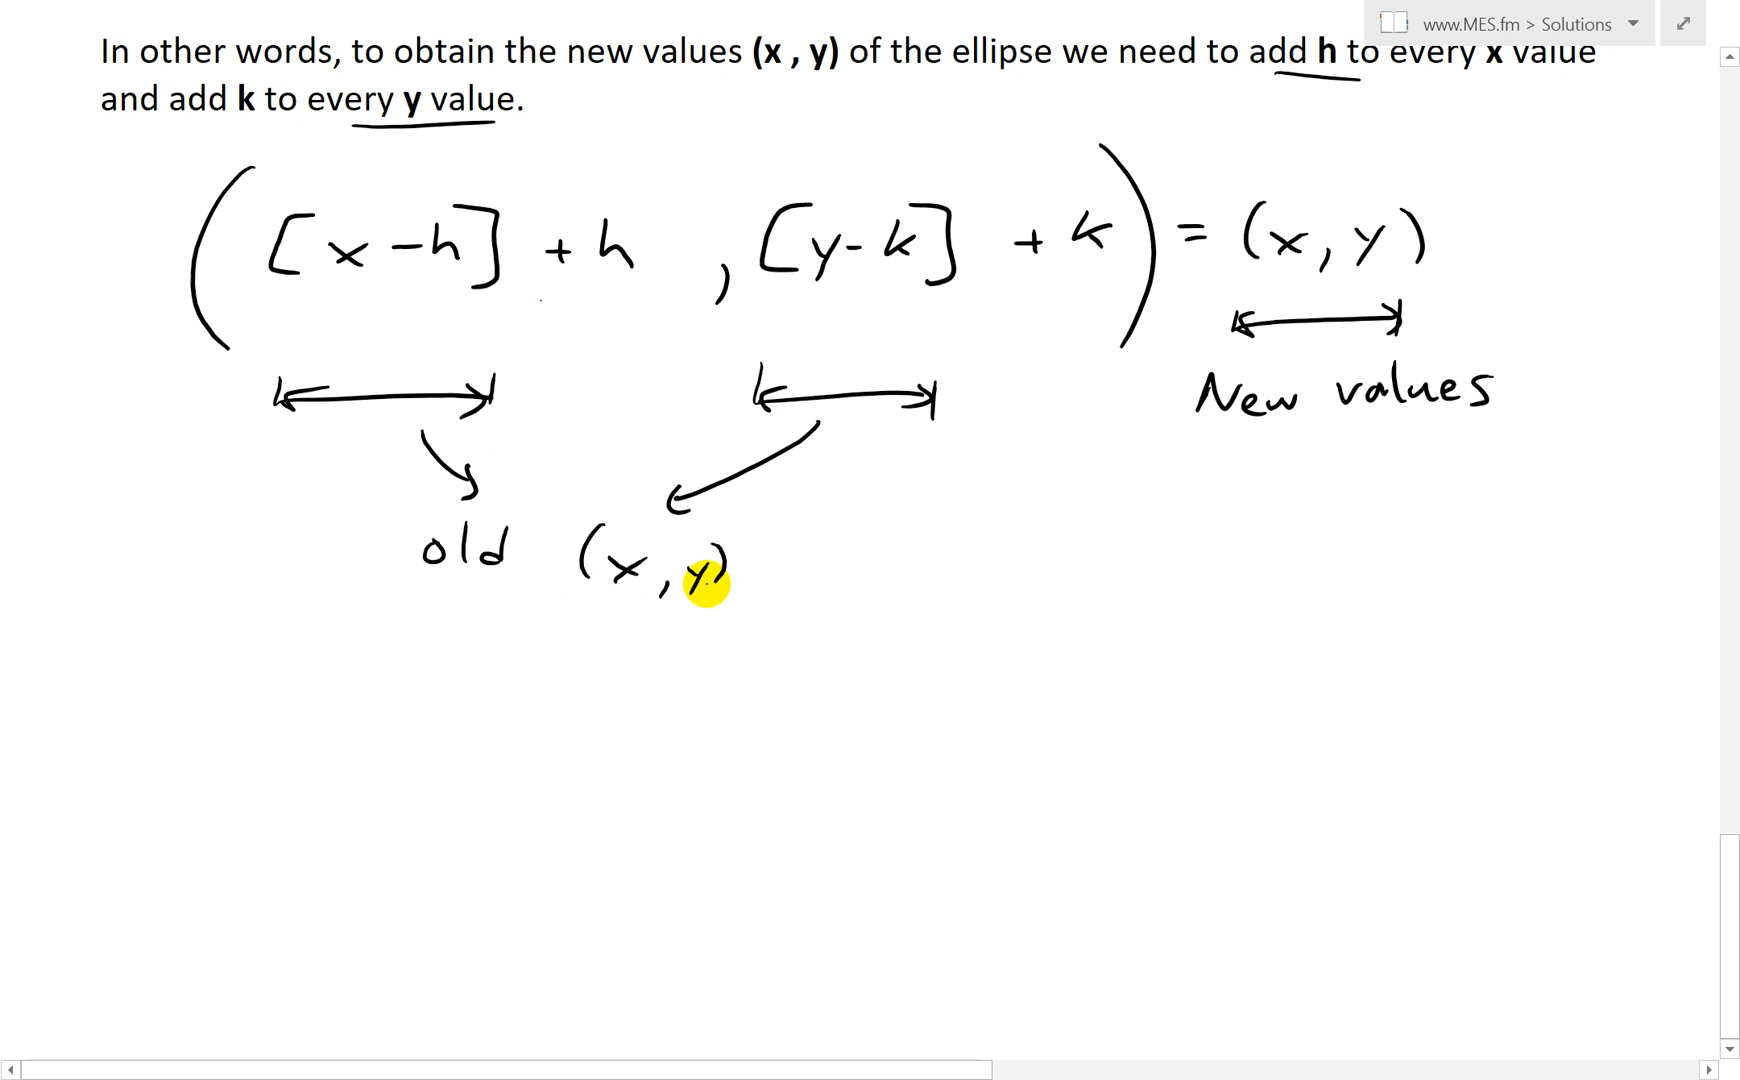 www.MES.fm > Solutions
In other words, to obtain the new values (x , y) of the ellipse we need to add h to every x value
and add k to every y value.
([x-h] + h , [y-k] + k) = (x, y)
New values
old (x, y)